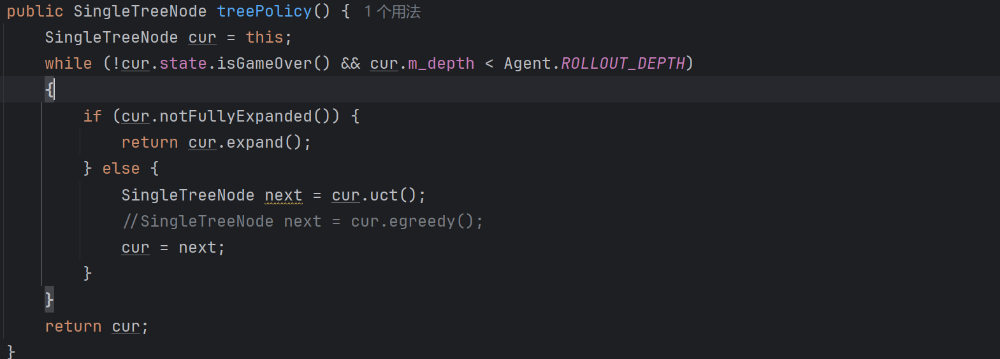 public SingleTreeNode treePolicy() { 1 个用法
SingleTreeNode cur = this;
while (!cur.state.isGameOver() && cur.m_depth < Agent.ROLLOUT_DEPTH)
{
if (cur.notFullyExpanded()) {
return cur.expand();
} else {
SingleTreeNode next = cur.uct();
//SingleTreeNode next = cur.egreedy();
cur = next;
}
}
return cur;
}